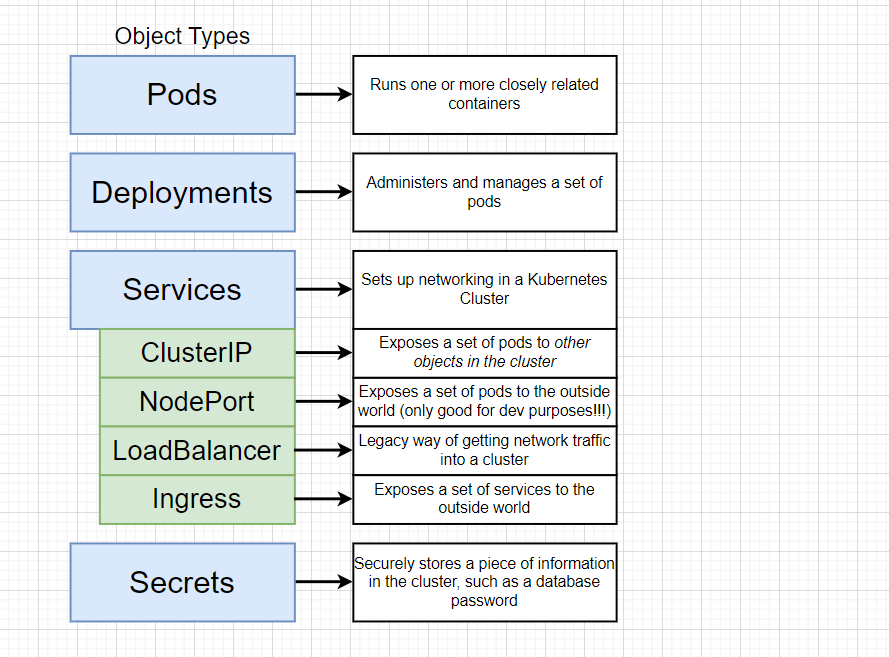 Object Types
Pods
Runs one or more closely related
containers
Deployments
Administers and manages a set of
pods
Services
Sets up networking in a Kubernetes
Cluster
ClusterIP
Exposes a set of pods to other
objects in the cluster
NodePort
Exposes a set of pods to the outside
world (only good for dev purposes!!!)
LoadBalancer
Legacy way of getting network traffic
into a cluster
Ingress
Exposes a set of services to the
outside world
Secrets
Securely stores a piece of information
in the cluster, such as a database
password